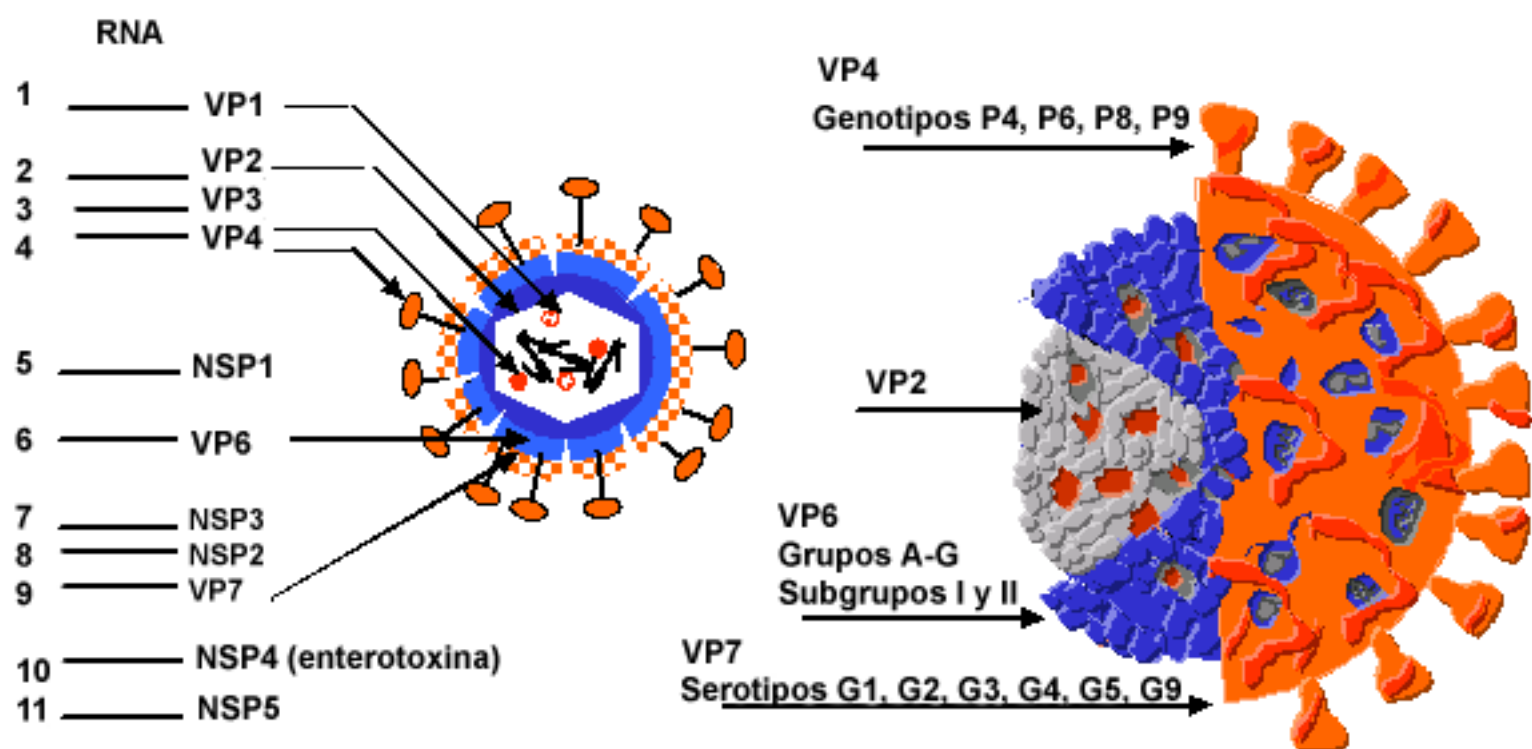 RNA
1 VP1
2 VP2
3 VP3
4 VP4
5 NSP1
6 VP6
7 NSP3
8 NSP2
9 VP7
10 NSP4 (enterotoxina)
11 NSP5
VP4
Genotipos P4, P6, P8, P9
VP2
VP6
Grupos A-G
Subgrupos I y II
VP7
Serotipos G1, G2, G3, G4, G5, G9